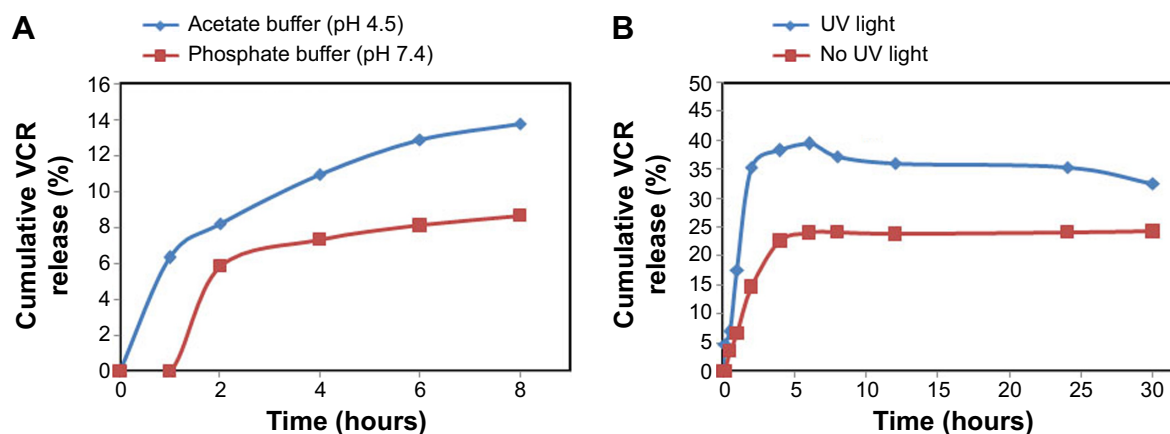 A
Acetate buffer (pH 4.5)
Phosphate buffer (pH 7.4)
Cumulative VCR
release (%)
16
14
12
10
8
6
4
2
0
0
2
4
6
8
Time (hours)
B
UV light
No UV light
Cumulative VCR
release (%)
50
45
40
35
30
25
20
15
10
5
0
0
5
10
15
20
25
30
Time (hours)